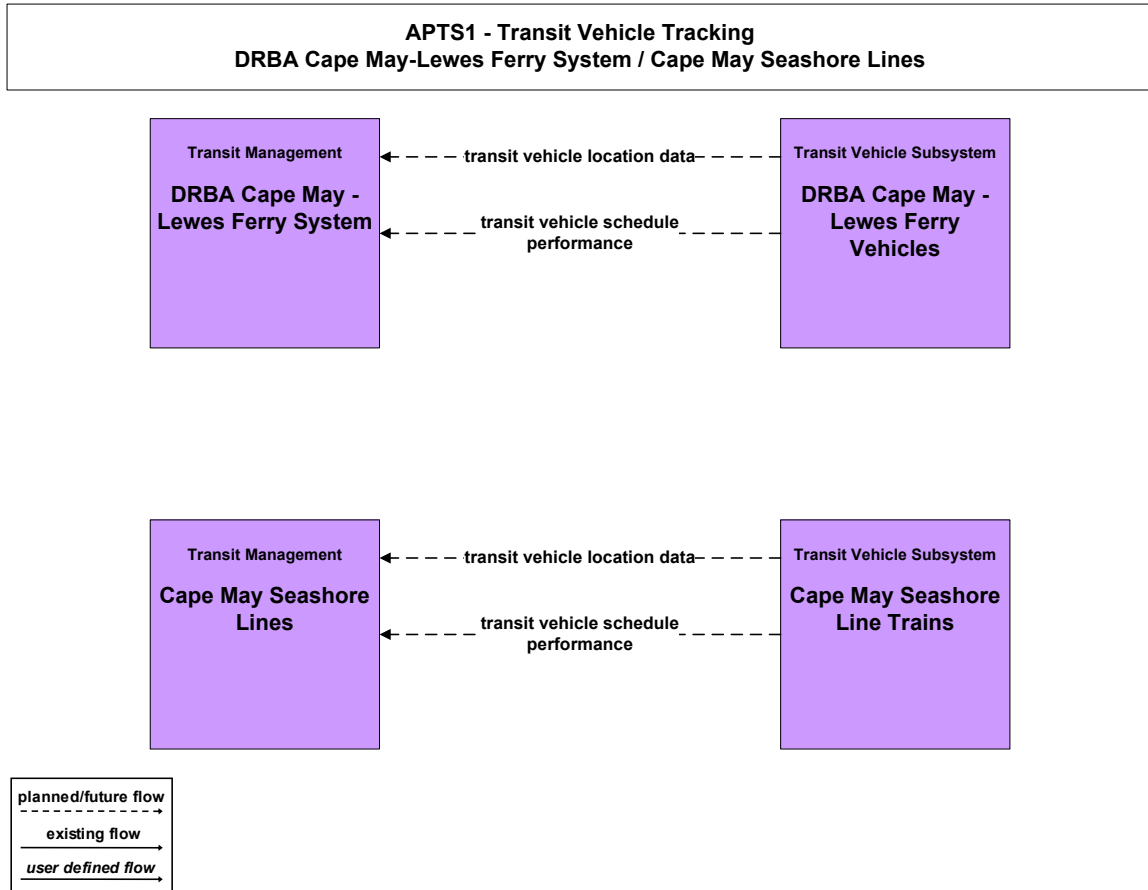 APTS1 - Transit Vehicle Tracking
DRBA Cape May-Lewes Ferry System / Cape May Seashore Lines
Transit Management
DRBA Cape May -
Lewes Ferry System
transit vehicle location data
transit vehicle schedule
performance
Transit Vehicle Subsystem
DRBA Cape May -
Lewes Ferry
Vehicles
Transit Management
Cape May Seashore
Lines
transit vehicle location data
transit vehicle schedule
performance
Transit Vehicle Subsystem
Cape May Seashore
Line Trains
planned/future flow
existing flow
user defined flow